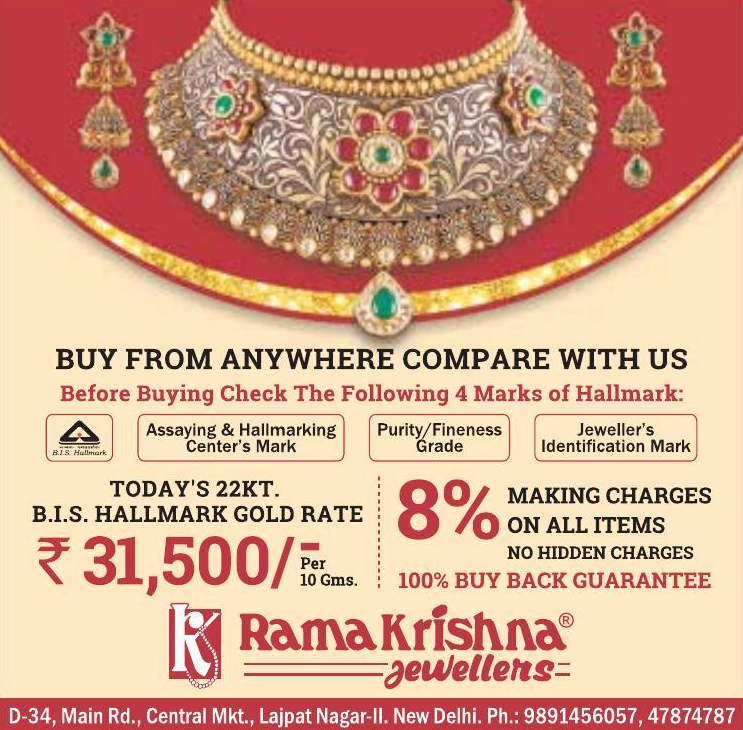 BUY FROM ANYWHERE COMPARE WITH US
Before Buying Check The Following 4 Marks of Hallmark:
B.I.S. Hallmark
Assaying & Hallmarking
Center's Mark
Purity/Fineness
Grade
Jeweller's
Identification Mark
TODAY'S 22KT.
B.I.S. HALLMARK GOLD RATE
₹ 31,500/-
Per
10 Gms.
8%
MAKING CHARGES
ON ALL ITEMS
NO HIDDEN CHARGES
100% BUY BACK GUARANTEE
RamaKrishna®
Jewellers
D-34, Main Rd., Central Mkt., Lajpat Nagar-II. New Delhi. Ph.: 9891456057, 47874787